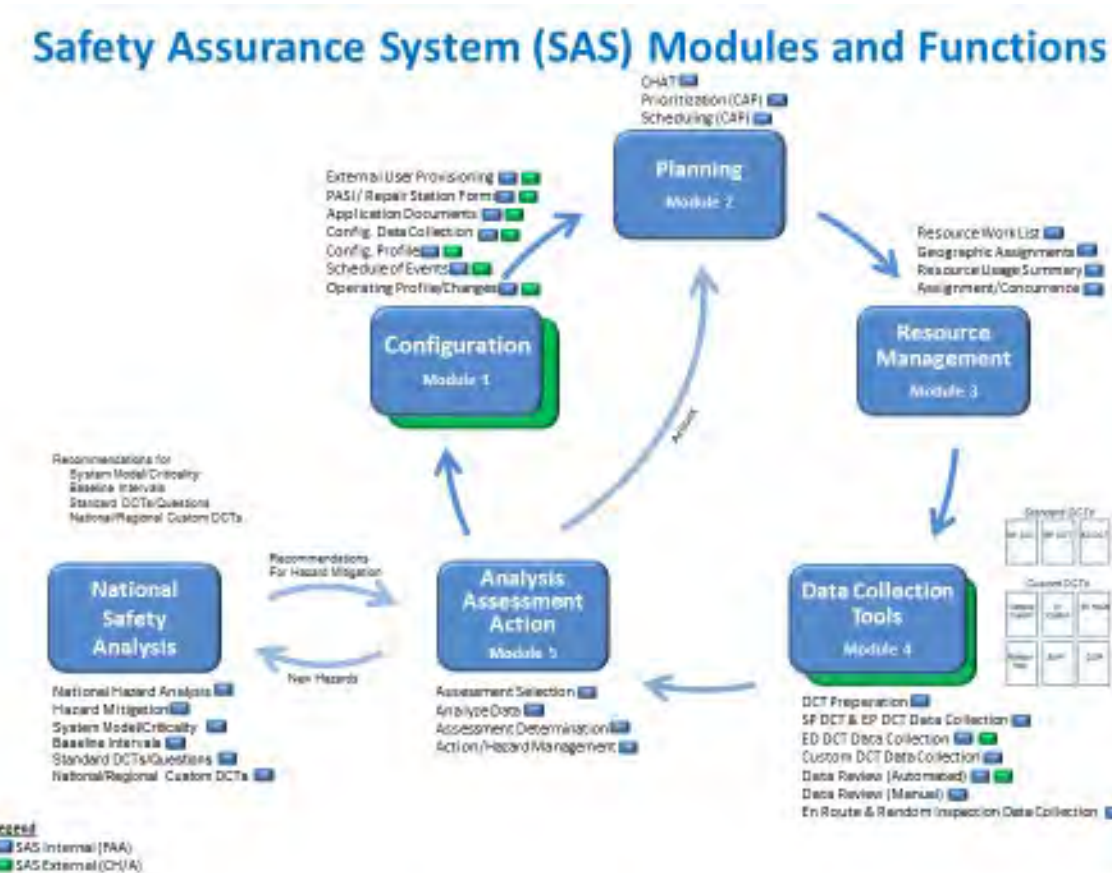 Safety Assurance System (SAS) Modules and Functions
CHAT
Prioritization (CAP)
Scheduling (CAP)
Planning
Module 2
External User Provisioning
PASI/ Repair Station Forms
Application Documents
Config. Data Collection
Config. Profile
Schedule of Events
Operating Profile/Changes
Configuration
Module 1
Resource Work List
Geographic Assignments
Resource Usage Summary
Assignment/Concurrence
Resource
Management
Module 3
Actions
Recommendations for
System Model/Criticality
Baseline Intervals
Standard DCTs/Questions
National/Regional Custom DCTs
Recommendations
For Hazard Mitigation
New Hazards
National
Safety
Analysis
National Hazard Analysis
Hazard Mitigation
System Model/Criticality
Baseline Intervals
Standard DCTs/Questions
National/Regional Custom DCTs
Analysis
Assessment
Action
Module 5
Assessment Selection
Analyze Data
Assessment Determination
Action/Hazard Management
Data Collection
Tools
Module 4
Standard DCTs
Custom DCTs
DCT Preparation
SP DCT & EP DCT Data Collection
ED DCT Data Collection
Custom DCT Data Collection
Data Review (Automated)
Data Review (Manual)
En Route & Random Inspection Data Collection
Legend
SAS Internal (FAA)
SAS External (CH/A)